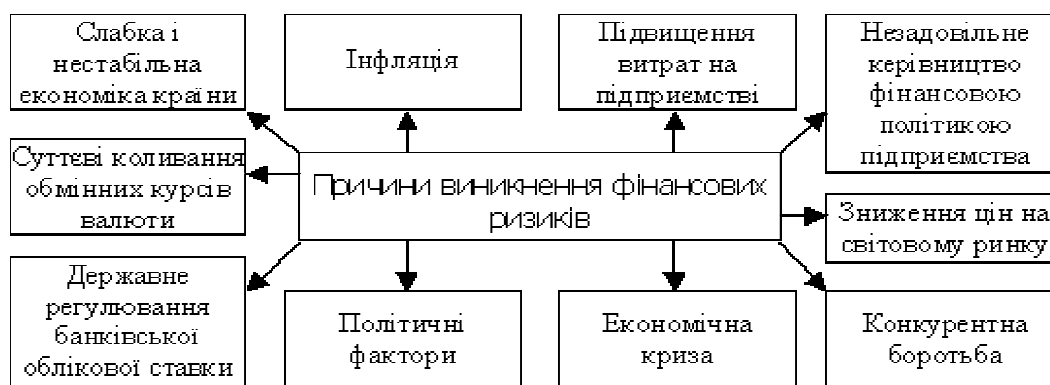 Слабка і
нестабільна
економіка країни
Інфляція
Підвищення
витрат на
підприємстві
Незадовільне
керівництво
фінансовою
політикою
підприємства
Суттєві коливання
обмінних курсів
валюти
Причини виникнення фінансових
ризиків
Зниження цін на
світовому ринку
Державне
регулювання
банківської
облікової ставки
Політичні
фактори
Економічна
криза
Конкурентна
боротьба